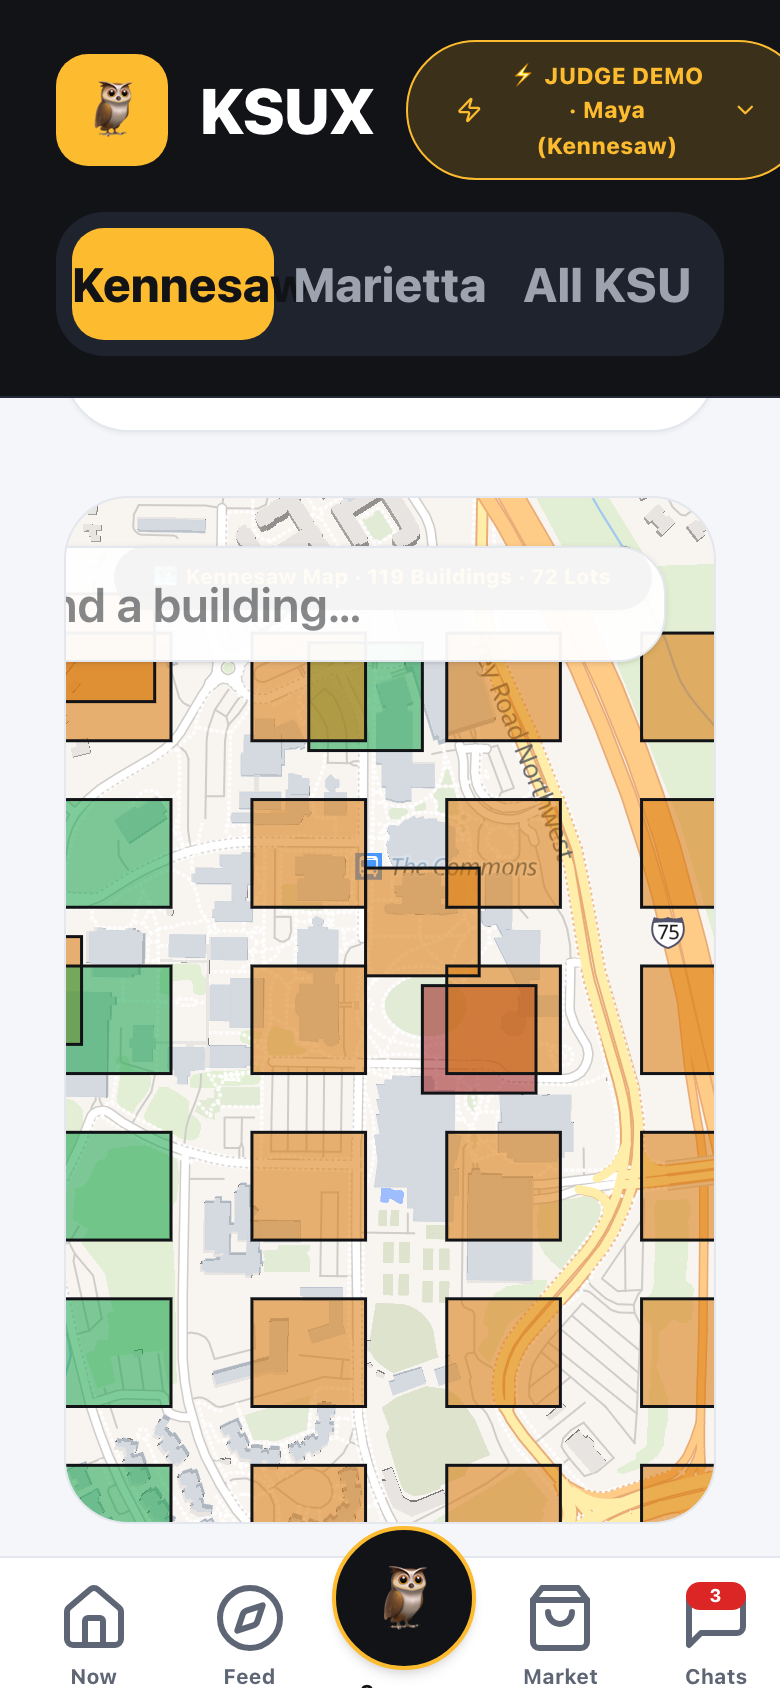 KSUX
⚡ JUDGE DEMO
· Maya
(Kennesaw)
Kennesaw
Marietta
All KSU
Kennesaw Map · 119 Buildings · 72 Lots
nd a building...
ey Road Northwest
The Commons
75
Now
Feed
Market
3
Chats